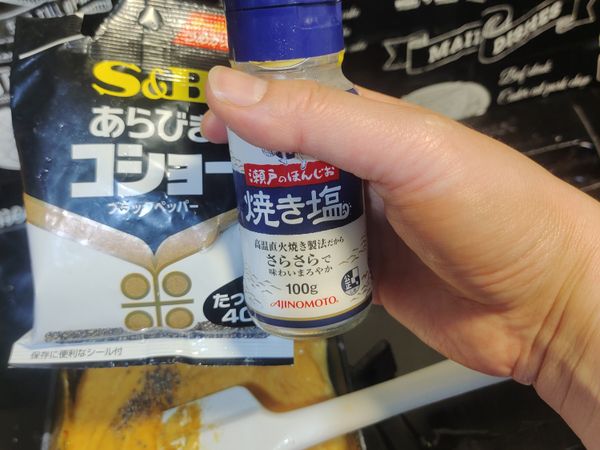 S&B
あらびき
コショー
ブラックペッパー
保存に便利なシール付
瀬戸のほんじお
焼き塩
高温直火焼き製法だから
さらさらで
味わいまろやか
100g
AJINOMOTO
MAIN
DISHES